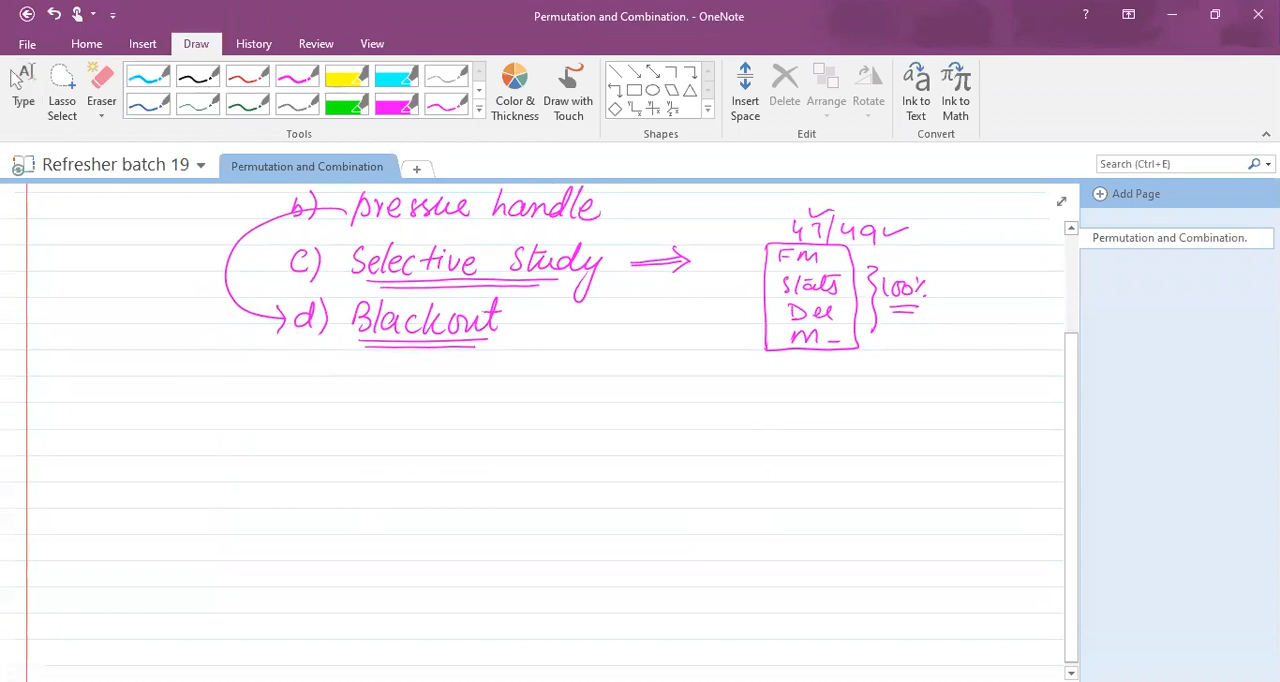 Permutation and Combination. - OneNote
?
File Home Insert Draw History Review View
Type
Lasso Select
Eraser
Color & Thickness
Draw with Touch
Insert Space
Delete
Arrange
Rotate
Ink to Text
Ink to Math
Tools
Shapes
Edit
Convert
Refresher batch 19
Permutation and Combination
Search (Ctrl+E)
Add Page
Permutation and Combination.
b) pressue handle
c) Selective Study
d) Blackout
47/49
FM
Stats
M
100%